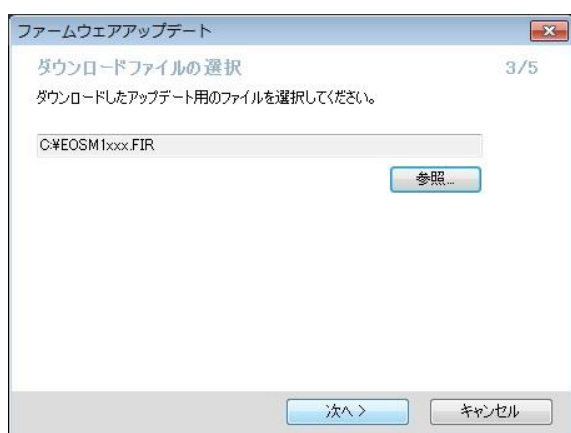 ファームウェアアップデート
ダウンロードファイルの選択 3/5
ダウンロードしたアップデート用のファイルを選択してください。
C:¥EOSM1xxx.FIR
参照...
次へ >
キャンセル